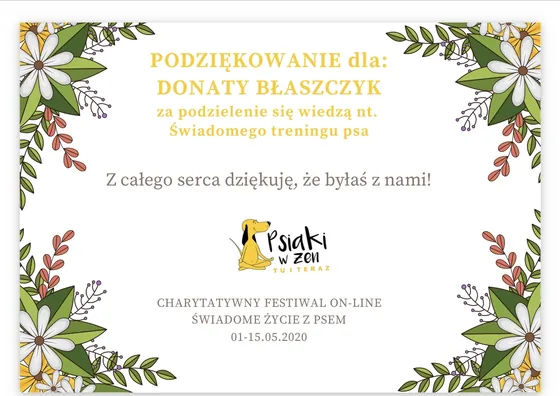 PODZIĘKOWANIE dla:
DONATY BŁASZCZYK
za podzielenie się wiedzą nt.
Świadomego treningu psa
Z całego serca dziękuję, że byłaś z nami!
Psiaki
w zen
TU I TERAZ
CHARYTATYWNY FESTIWAL ON-LINE
ŚWIADOME ŻYCIE Z PSEM
01-15.05.2020